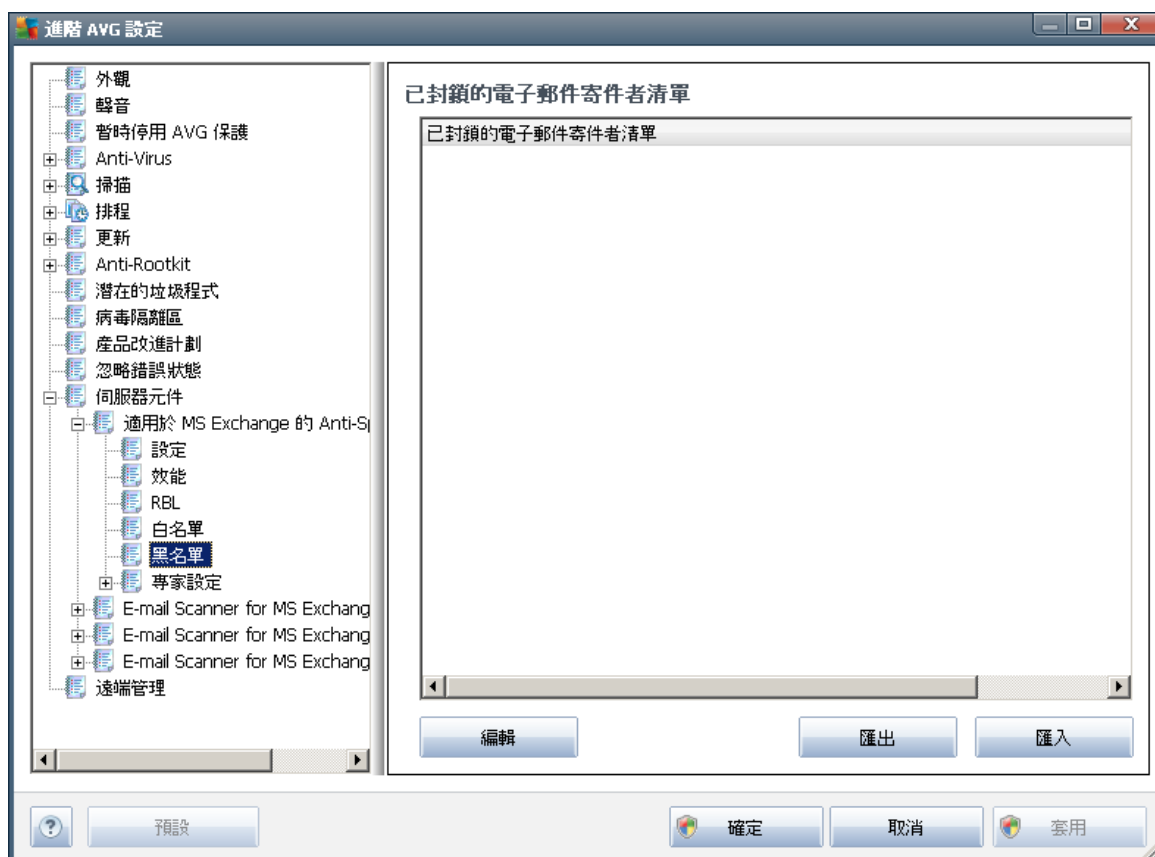 進階 AVG 設定
外觀
聲音
暫時停用 AVG 保護
Anti-Virus
掃描
排程
更新
Anti-Rootkit
潛在的垃圾程式
病毒隔離區
產品改進計劃
忽略錯誤狀態
伺服器元件
適用於 MS Exchange 的 Anti-Sp
設定
效能
RBL
白名單
黑名單
專家設定
E-mail Scanner for MS Exchang
E-mail Scanner for MS Exchang
E-mail Scanner for MS Exchang
遠端管理
已封鎖的電子郵件寄件者清單
已封鎖的電子郵件寄件者清單
編輯
匯出
匯入
?
預設
確定
取消
套用